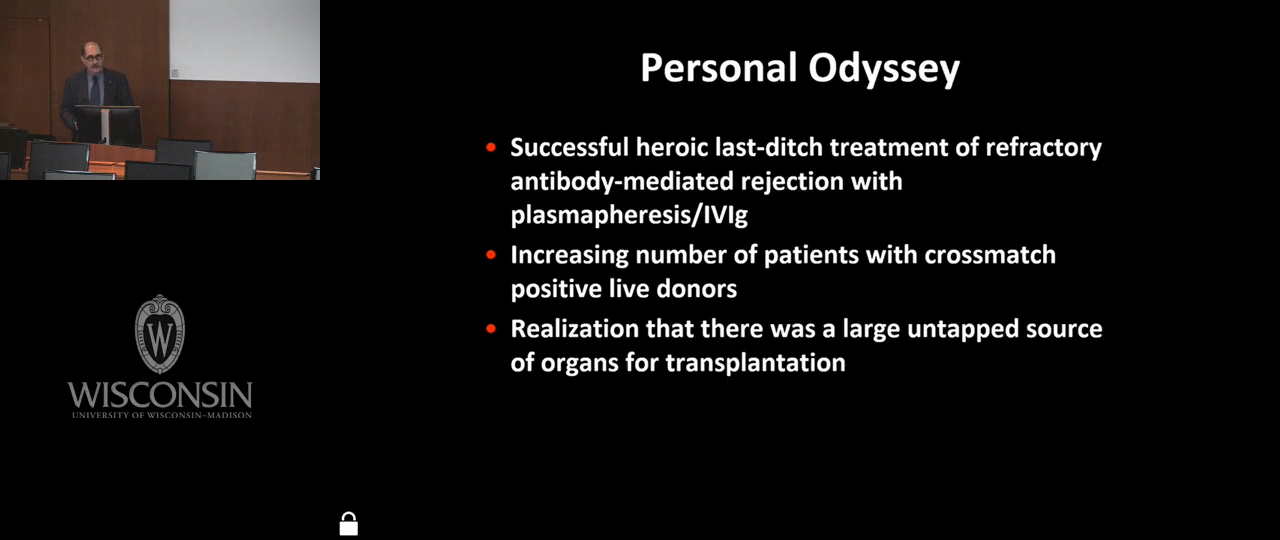 Personal Odyssey
• Successful heroic last-ditch treatment of refractory
antibody-mediated rejection with
plasmapheresis/IVIg
• Increasing number of patients with crossmatch
positive live donors
• Realization that there was a large untapped source
of organs for transplantation
W
WISCONSIN
UNIVERSITY OF WISCONSIN–MADISON